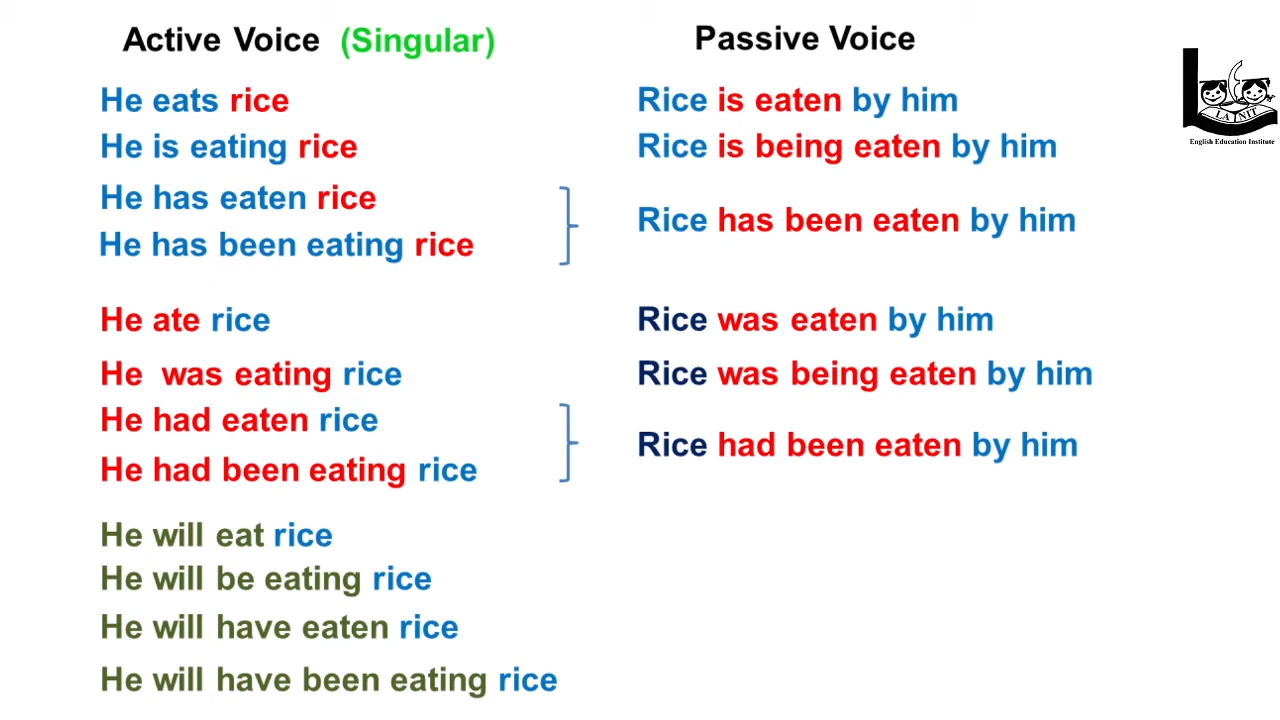 Active Voice (Singular)
Passive Voice
He eats rice
Rice is eaten by him
He is eating rice
Rice is being eaten by him
He has eaten rice
He has been eating rice
Rice has been eaten by him
He ate rice
Rice was eaten by him
He was eating rice
Rice was being eaten by him
He had eaten rice
He had been eating rice
Rice had been eaten by him
He will eat rice
He will be eating rice
He will have eaten rice
He will have been eating rice
English Education Institute